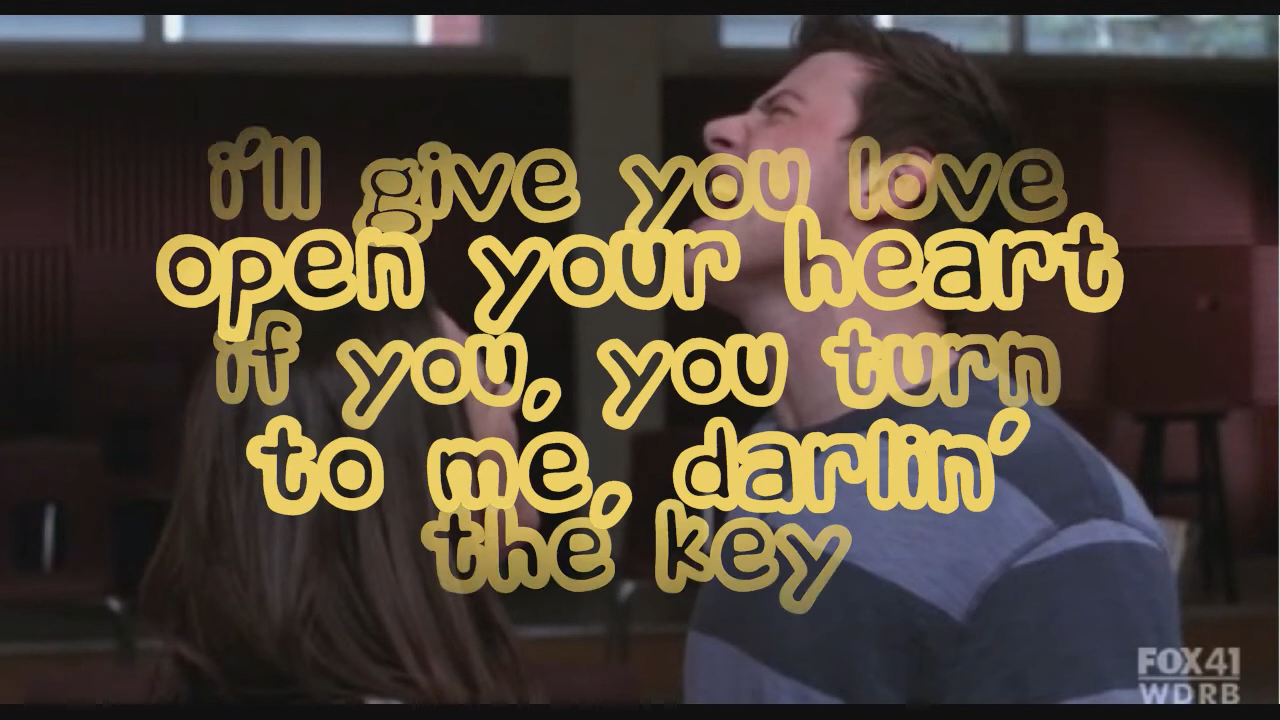 i'll give you love
open your heart
if you, you turn
to me, darlin'
the key
FOX41
WDRB